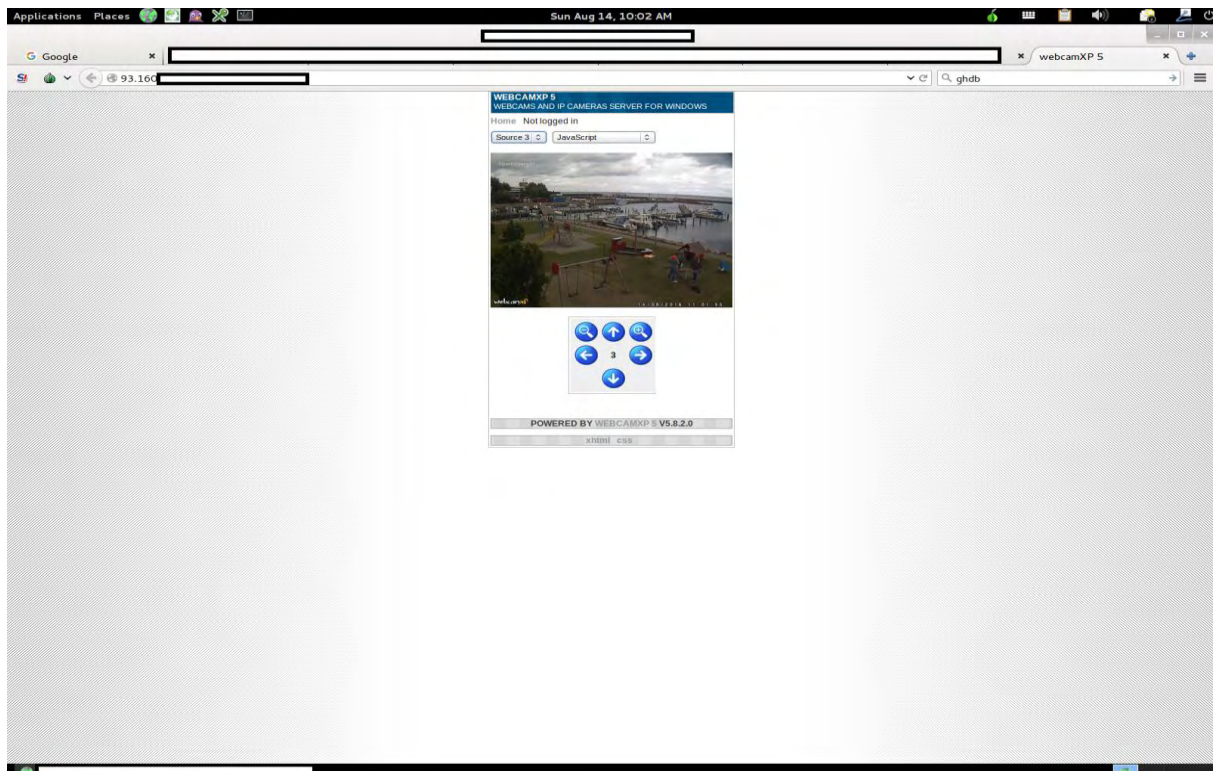 Applications Places Sun Aug 14, 10:02 AM
Google webcamXP 5
93.160 ghdb
WEBCAMXP 5
WEBCAMS AND IP CAMERAS SERVER FOR WINDOWS
Home Not logged in
Source 3 JavaScript
webcamXP
3
POWERED BY WEBCAMXP 5 V5.8.2.0
xhtml css